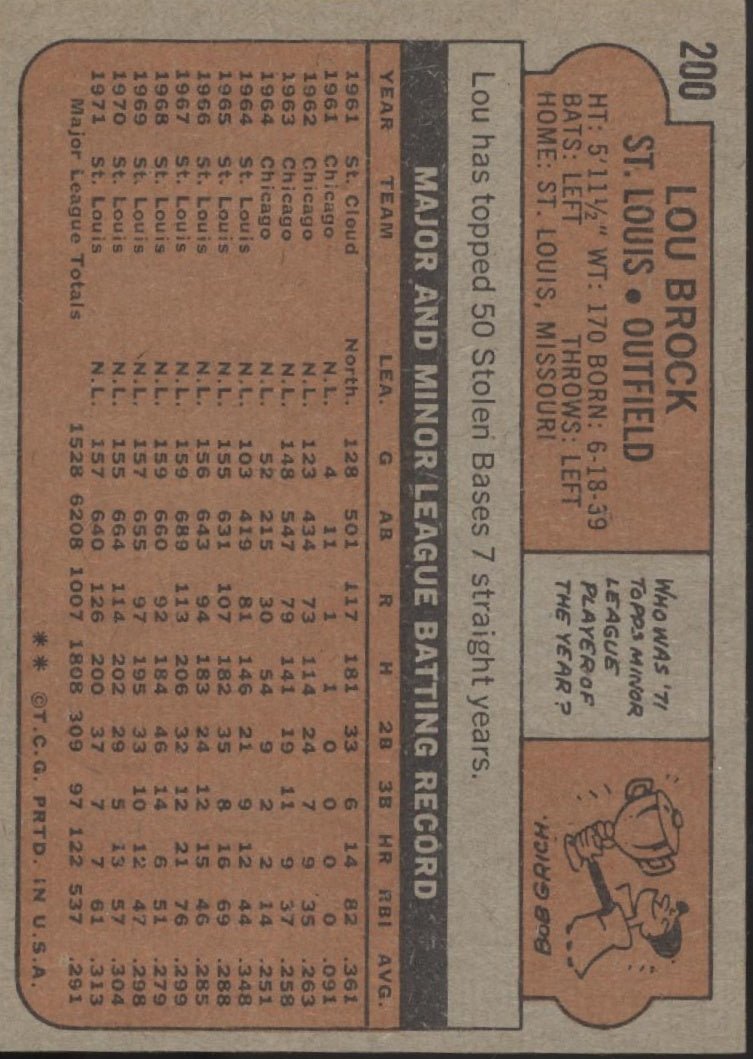 200
LOU BROCK
ST. LOUIS • OUTFIELD
HT: 5'11½" WT: 170 BORN: 6-18-39
BATS: LEFT THROWS: LEFT
HOME: ST. LOUIS, MISSOURI
WHO WAS '71
TOPPS MINOR
LEAGUE
PLAYER OF
THE YEAR?
BOB GRICH.
Lou has topped 50 Stolen Bases 7 straight years.
MAJOR AND MINOR LEAGUE BATTING RECORD
YEAR TEAM LEA. G AB R H 2B 3B HR RBI AVG.
1961 St. Cloud North. 128 501 117 181 33 6 14 82 .361
1961 Chicago N.L. 4 11 1 1 0 0 0 0 .091
1962 Chicago N.L. 123 434 73 114 24 7 9 35 .263
1963 Chicago N.L. 148 547 79 141 19 11 9 37 .258
1964 Chicago N.L. 52 215 30 54 9 2 2 14 .251
1964 St. Louis N.L. 103 419 81 146 21 9 12 44 .348
1965 St. Louis N.L. 155 631 107 182 35 8 16 69 .288
1966 St. Louis N.L. 156 643 94 183 24 12 15 46 .285
1967 St. Louis N.L. 159 689 113 206 32 12 21 76 .299
1968 St. Louis N.L. 159 660 92 184 46 14 6 51 .279
1969 St. Louis N.L. 157 655 97 195 33 10 12 47 .298
1970 St. Louis N.L. 155 664 114 202 29 5 13 57 .304
1971 St. Louis N.L. 157 640 126 200 37 7 7 61 .313
Major League Totals 1528 6208 1007 1808 309 97 122 537 .291
** ©T.C.G. PRTD. IN U.S.A.